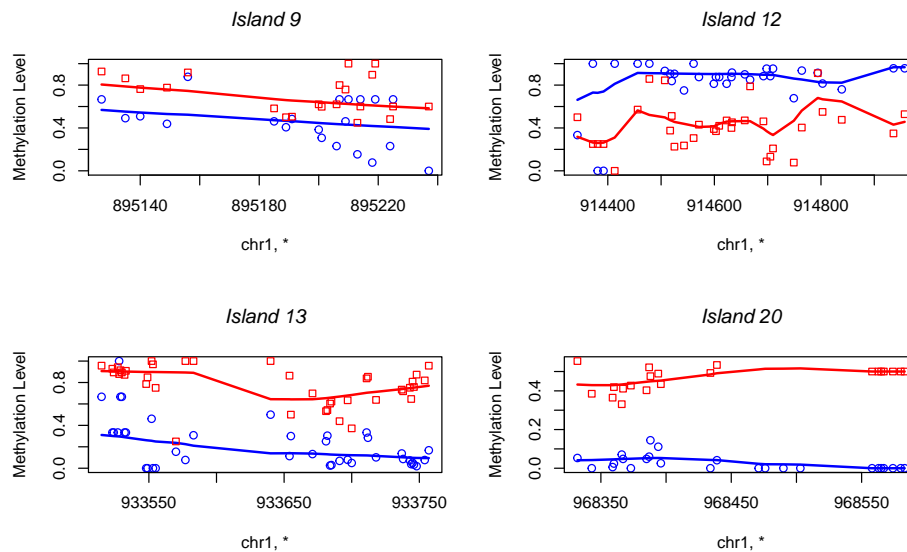 Island 9
Methylation Level
0.0 0.4 0.8
895140 895180 895220
chr1, *
Island 12
Methylation Level
0.0 0.4 0.8
914400 914600 914800
chr1, *
Island 13
Methylation Level
0.0 0.4 0.8
933550 933650 933750
chr1, *
Island 20
Methylation Level
0.0 0.2 0.4
968350 968450 968550
chr1, *